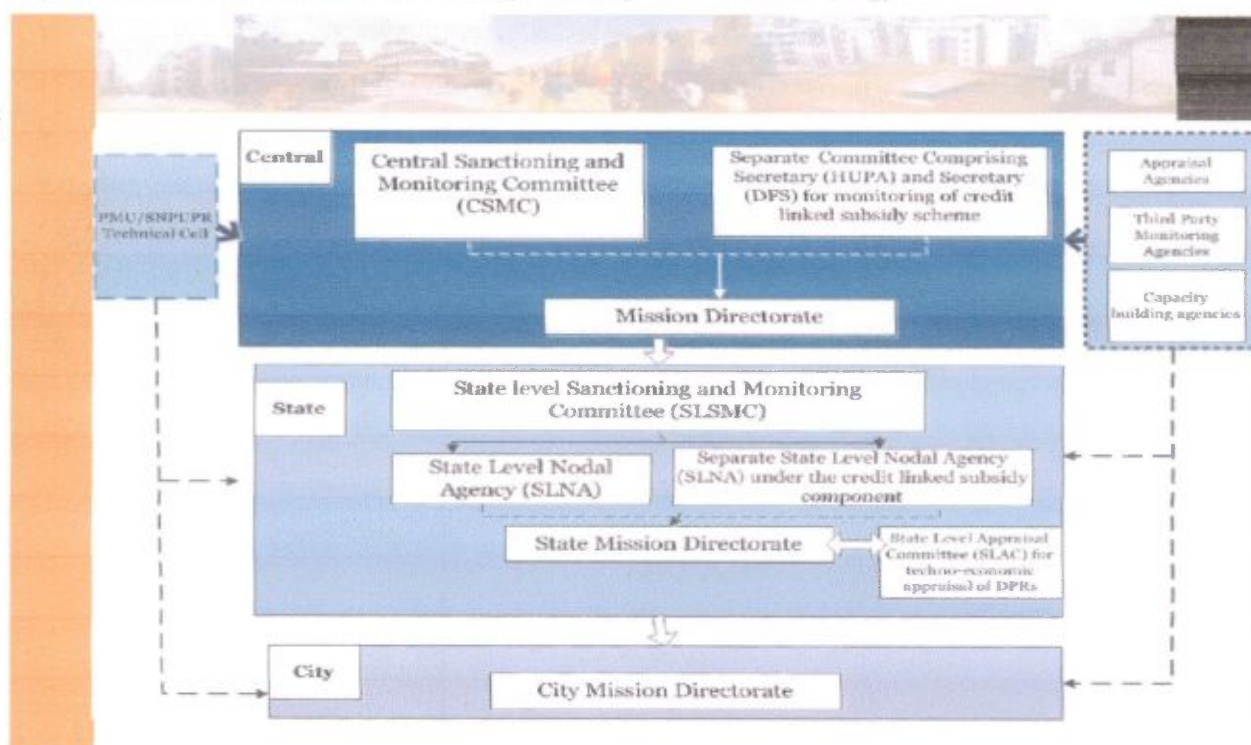 Central
Central Sanctioning and
Monitoring Committee
(CSMC)
Separate Committee Comprising
Secretary (HUPA) and Secretary
(DFS) for monitoring of credit
linked subsidy scheme
Mission Directorate
Technical Cell
Appraisal
Agencies
Third Party
Monitoring
Agencies
Capacity
building agencies
State
State level Sanctioning and Monitoring
Committee (SLSMC)
State Level Nodal
Agency (SLNA)
Separate State Level Nodal Agency
(SLNA) under the credit linked subsidy
component
State Mission Directorate
State Level Appraisal
Committee (SLAC) for
techno-economic
appraisal of DPRs
City
City Mission Directorate